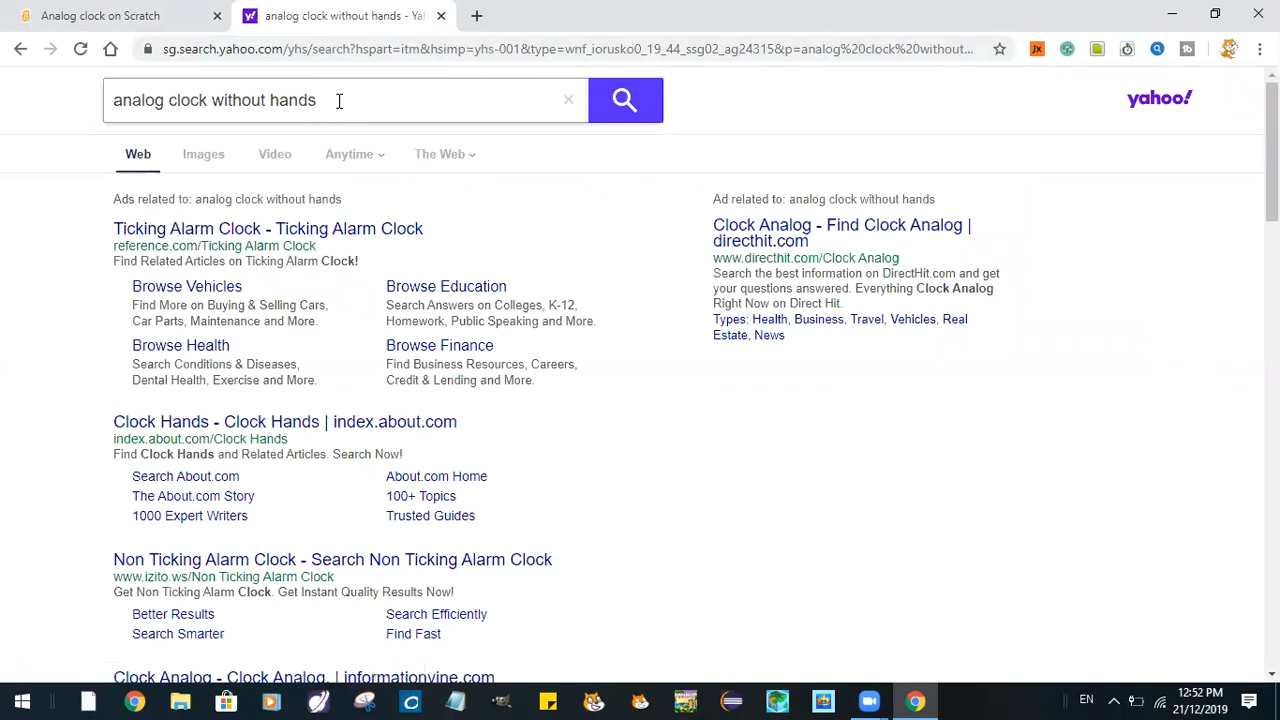 Analog clock on Scratch
analog clock without hands - Ya
sg.search.yahoo.com/yhs/search?hspart=itm&hsimp=yhs-001&type=wnf_iorusko0_19_44_ssg02_ag24315&p=analog%20clock%20without...
analog clock without hands
yahoo!
Web Images Video Anytime The Web
Ads related to: analog clock without hands
Ticking Alarm Clock - Ticking Alarm Clock
reference.com/Ticking Alarm Clock
Find Related Articles on Ticking Alarm Clock!
Browse Vehicles
Find More on Buying & Selling Cars,
Car Parts, Maintenance and More.
Browse Education
Search Answers on Colleges, K-12,
Homework, Public Speaking and More.
Browse Health
Search Conditions & Diseases,
Dental Health, Exercise and More.
Browse Finance
Find Business Resources, Careers,
Credit & Lending and More.
Clock Hands - Clock Hands | index.about.com
index.about.com/Clock Hands
Find Clock Hands and Related Articles. Search Now!
Search About.com About.com Home
The About.com Story 100+ Topics
1000 Expert Writers Trusted Guides
Non Ticking Alarm Clock - Search Non Ticking Alarm Clock
www.izito.ws/Non Ticking Alarm Clock
Get Non Ticking Alarm Clock. Get Instant Quality Results Now!
Better Results Search Efficiently
Search Smarter Find Fast
Clock Analog - Clock Analog. | informationvine.com
Ad related to: analog clock without hands
Clock Analog - Find Clock Analog |
directhit.com
www.directhit.com/Clock Analog
Search the best information on DirectHit.com and get
your questions answered. Everything Clock Analog
Right Now on Direct Hit.
Types: Health, Business, Travel, Vehicles, Real
Estate, News
EN
12:52 PM
21/12/2019